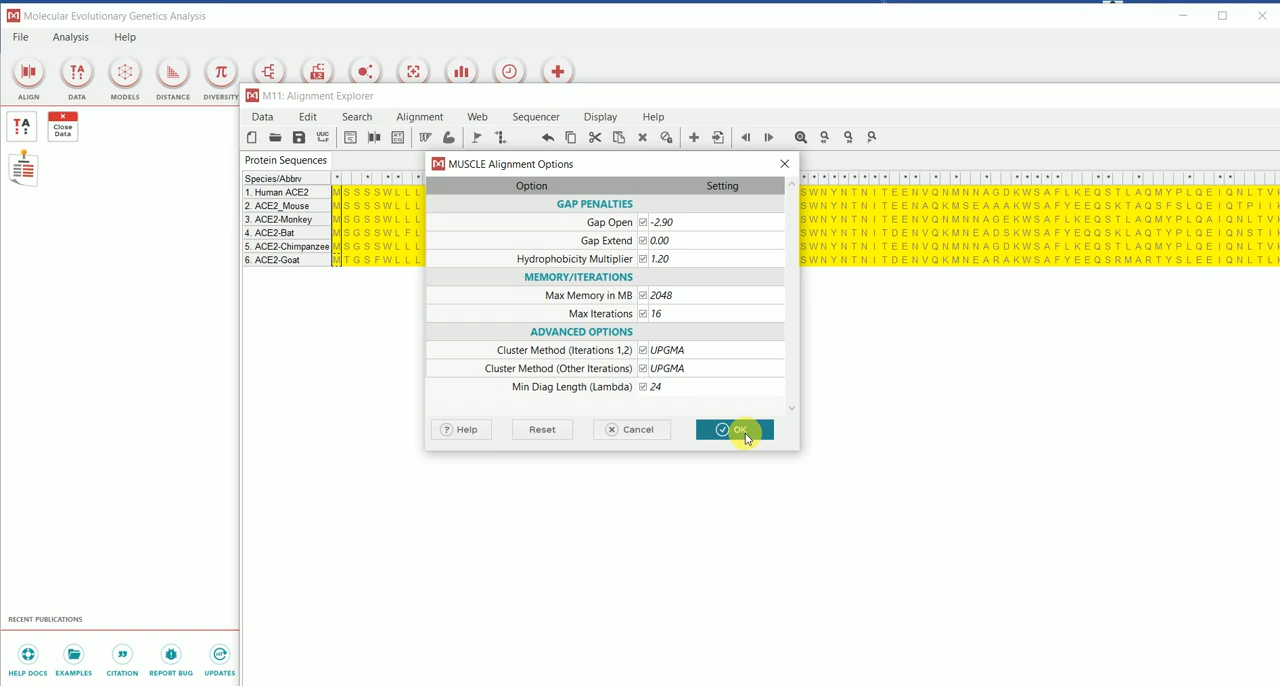 Molecular Evolutionary Genetics Analysis
File Analysis Help
TA π 1,2
ALIGN DATA MODELS DISTANCE DIVERSITY
M11: Alignment Explorer
Data Edit Search Alignment Web Sequencer Display Help
TA
Close
Data
UUC
Protein Sequences
MUSCLE Alignment Options
Species/Abbrv
1. Human ACE2 M S S S S W L L L
2. ACE2_Mouse M S S S S W L L L
3. ACE2-Monkey M S G S S W L L L
4. ACE2-Bat M S G S S W L F L
5. ACE2-Chimpanzee M S G S S W L L L
6. ACE2-Goat M T G S F W L L L
Option Setting
GAP PENALTIES
Gap Open -2.90
Gap Extend 0.00
Hydrophobicity Multiplier 1.20
MEMORY/ITERATIONS
Max Memory in MB 2048
Max Iterations 16
ADVANCED OPTIONS
Cluster Method (Iterations 1,2) UPGMA
Cluster Method (Other Iterations) UPGMA
Min Diag Length (Lambda) 24
? Help Reset Cancel OK
S W N Y N T N I T E E N V Q N M N N A G D K W S A F L K E Q S T L A Q M Y P L Q E I Q N L T V K
S W N Y N T N I T E E N A Q K M S E A A A K W S A F Y E E Q S K T A Q S F S L Q E I Q T P I I K
S W N Y N T N I T E E N V Q N M N N A G E K W S A F L K E Q S T L A Q M Y P L Q E I Q N L T V K
S W N Y N T N I T D E N V Q K M N E A D S K W S A F Y E E Q S K L A Q T Y P L Q E I Q N S T I K
S W N Y N T N I T E E N V Q N M N N A G D K W S A F L K E Q S T L A Q M Y P L Q E I Q N L T V K
S W N Y N T N I T D E N V Q K M N E A R A K W S A F Y E E Q S R M A R T Y S L E E I Q N L T L K
RECENT PUBLICATIONS
HELP DOCS EXAMPLES CITATION REPORT BUG UPDATES